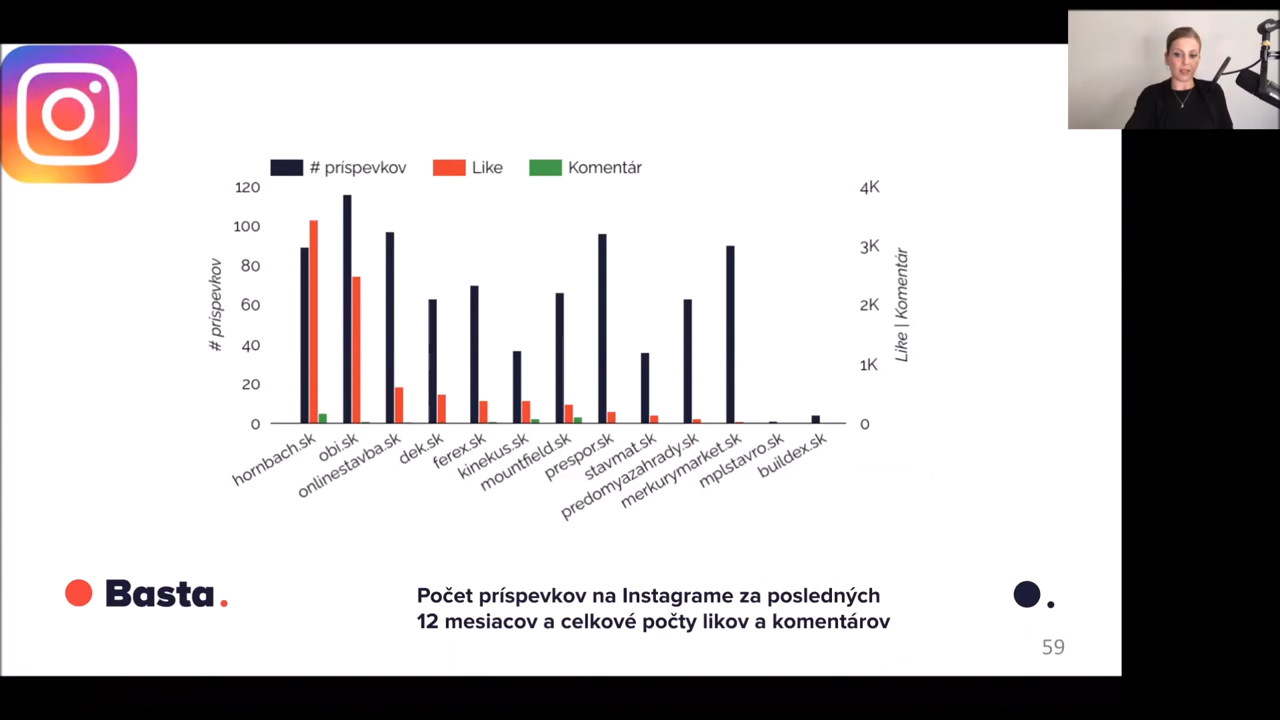 # príspevkov
Like
Komentár
120
100
80
60
40
20
0
# príspevkov
4K
3K
2K
1K
0
Like | Komentár
hornbach.sk
obi.sk
onlinestavba.sk
dek.sk
ferex.sk
kinekus.sk
mountfield.sk
prespor.sk
stavmat.sk
predomyazahrady.sk
merkurymarket.sk
mplstavro.sk
buildex.sk
Basta.
Počet príspevkov na Instagrame za posledných
12 mesiacov a celkové počty likov a komentárov
59